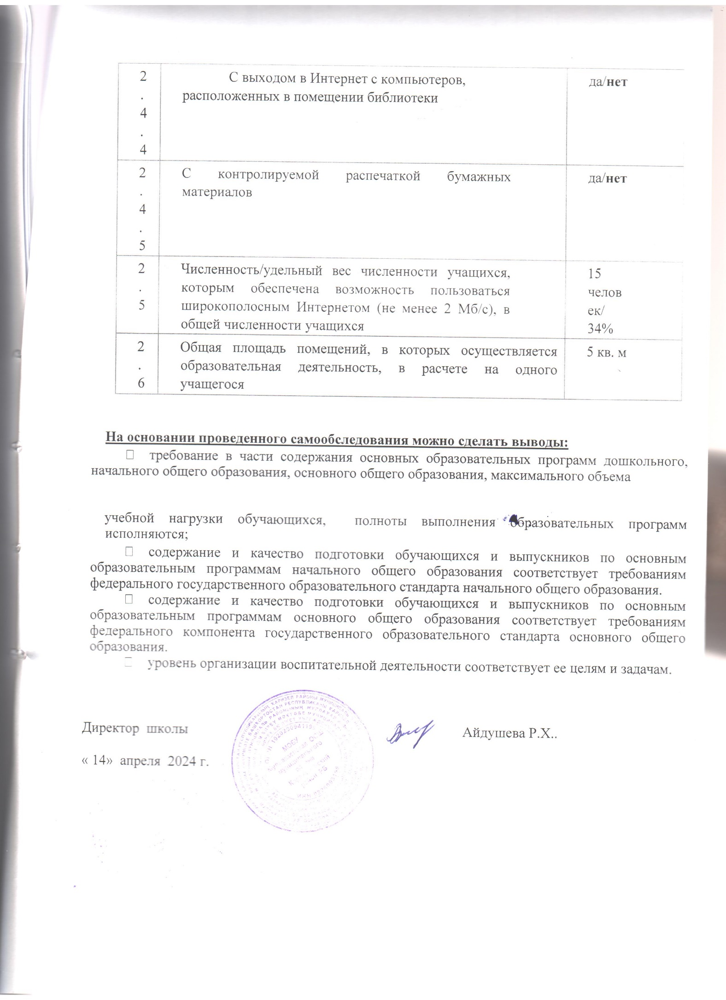 2
.
4
.
4
С выходом в Интернет с компьютеров,
расположенных в помещении библиотеки
да/нет
2
.
4
.
5
С контролируемой распечаткой бумажных
материалов
да/нет
2
.
5
Численность/удельный вес численности учащихся,
которым обеспечена возможность пользоваться
широкополосным Интернетом (не менее 2 Мб/с), в
общей численности учащихся
15
челов
ек/
34%
2
.
6
Общая площадь помещений, в которых осуществляется
образовательная деятельность, в расчете на одного
учащегося
5 кв. м
На основании проведенного самообследования можно сделать выводы:
требование в части содержания основных образовательных программ дошкольного,
начального общего образования, основного общего образования, максимального объема
учебной нагрузки обучающихся, полноты выполнения образовательных программ
исполняются;
содержание и качество подготовки обучающихся и выпускников по основным
образовательным программам начального общего образования соответствует требованиям
федерального государственного образовательного стандарта начального общего образования.
содержание и качество подготовки обучающихся и выпускников по основным
образовательным программам основного общего образования соответствует требованиям
федерального компонента государственного образовательного стандарта основного общего
образования.
уровень организации воспитательной деятельности соответствует ее целям и задачам.
Директор школы
Айдушева Р.Х..
« 14» апреля 2024 г.
МОБУ
муниципального
ИНН